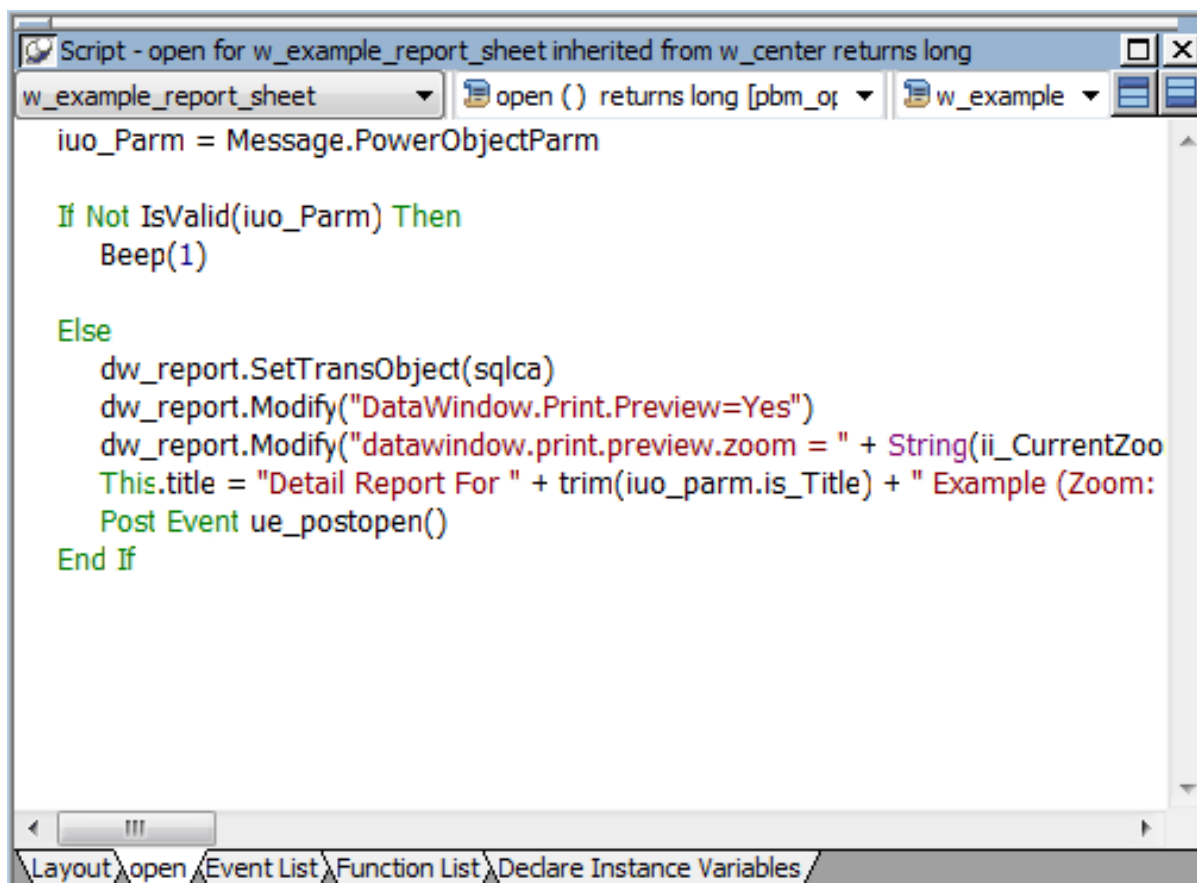 Script - open for w_example_report_sheet inherited from w_center returns long
w_example_report_sheet open ( ) returns long [pbm_op w_example
iuo_Parm = Message.PowerObjectParm
If Not IsValid(iuo_Parm) Then
Beep(1)
Else
dw_report.SetTransObject(sqlca)
dw_report.Modify("DataWindow.Print.Preview=Yes")
dw_report.Modify("datawindow.print.preview.zoom = " + String(ii_CurrentZoo
This.title = "Detail Report For " + trim(iuo_parm.is_Title) + " Example (Zoom:
Post Event ue_postopen()
End If
Layout open Event List Function List Declare Instance Variables